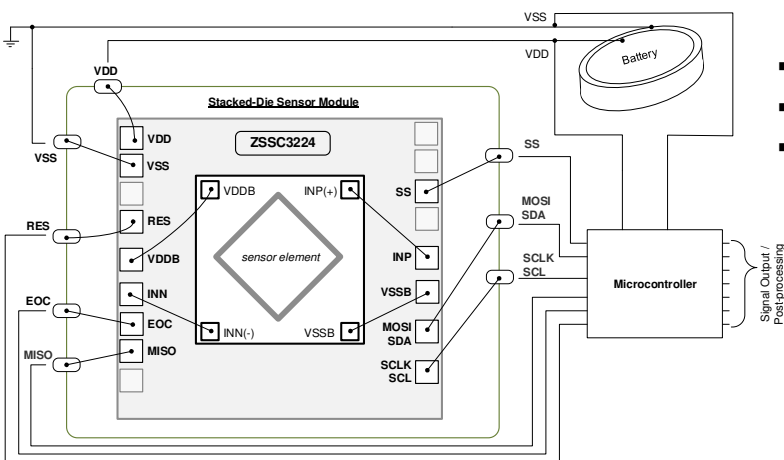 VSS
VDD
Battery
VDD
Stacked-Die Sensor Module
ZSSC3224
VDD
VSS
VSS
RES
RES
VDDB
INN
EOC
EOC
MISO
MISO
VDDB
INP(+)
sensor element
INN(-)
VSSB
SS
INP
VSSB
MOSI
SDA
SCLK
SCL
SS
MOSI
SDA
SCLK
SCL
Microcontroller
Signal Output /
Post-processing